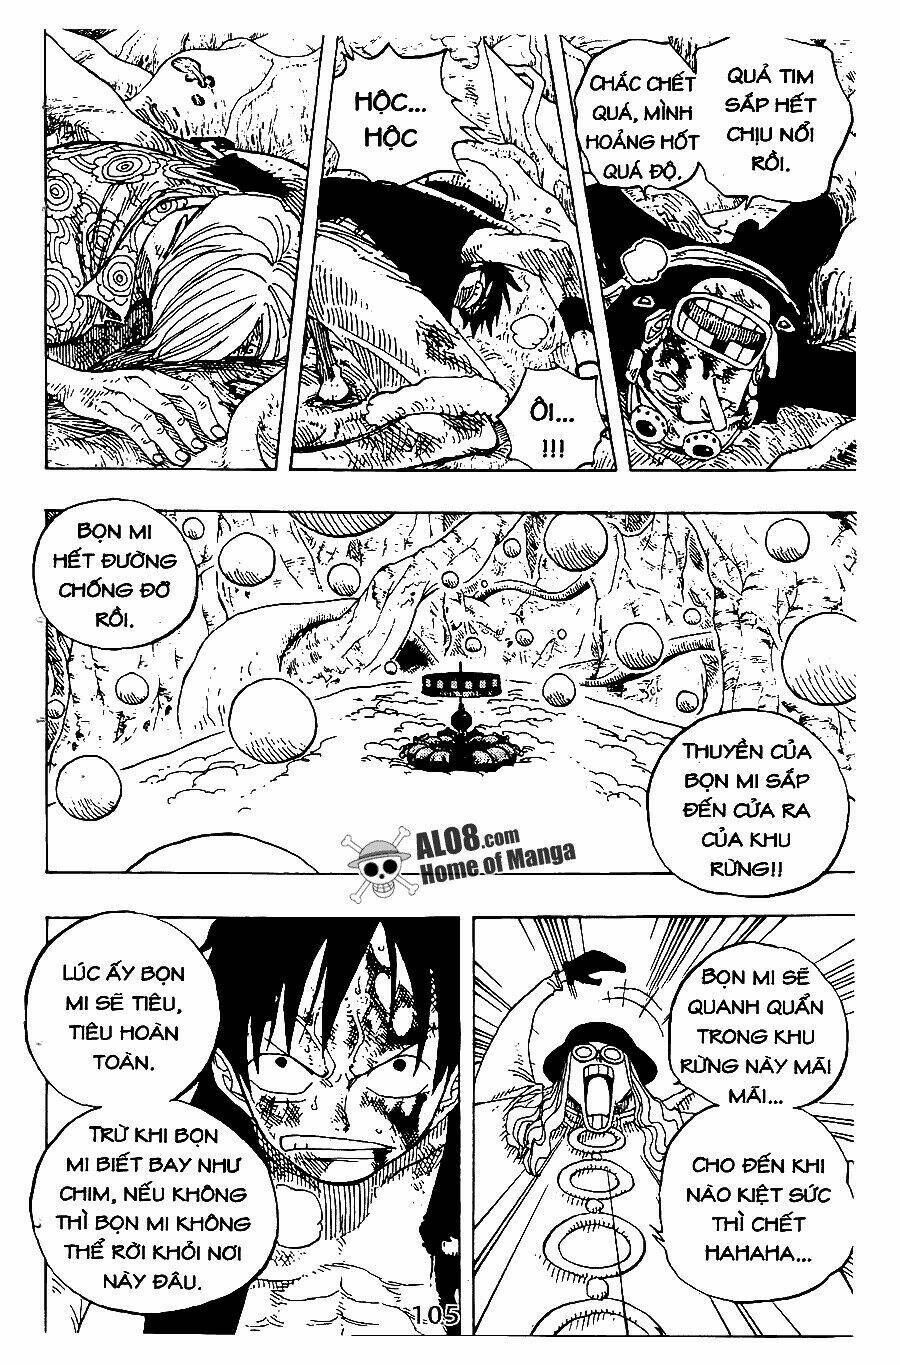 HỘC...
HỘC
CHẮC CHẾT
QUÁ, MÌNH
HOẢNG HỐT
QUÁ ĐỘ.
QUẢ TIM
SẮP HẾT
CHỊU NỔI
RỒI.
ÔI...
!!!
BỌN MI
HẾT ĐƯỜNG
CHỐNG ĐỠ
RỒI.
THUYỀN CỦA
BỌN MI SẮP
ĐẾN CỬA RA
CỦA KHU
RỪNG!!
ALO8.com
Home of Manga
LÚC ẤY BỌN
MI SẼ TIÊU,
TIÊU HOÀN
TOÀN.
TRỪ KHI BỌN
MI BIẾT BAY NHƯ
CHIM, NẾU KHÔNG
THÌ BỌN MI KHÔNG
THỂ RỜI KHỎI NƠI
NÀY ĐÂU.
BỌN MI SẼ
QUANH QUẨN
TRONG KHU
RỪNG NÀY MÃI
MÃI...
CHO ĐẾN KHI
NÀO KIỆT SỨC
THÌ CHẾT
HAHAHA...
105